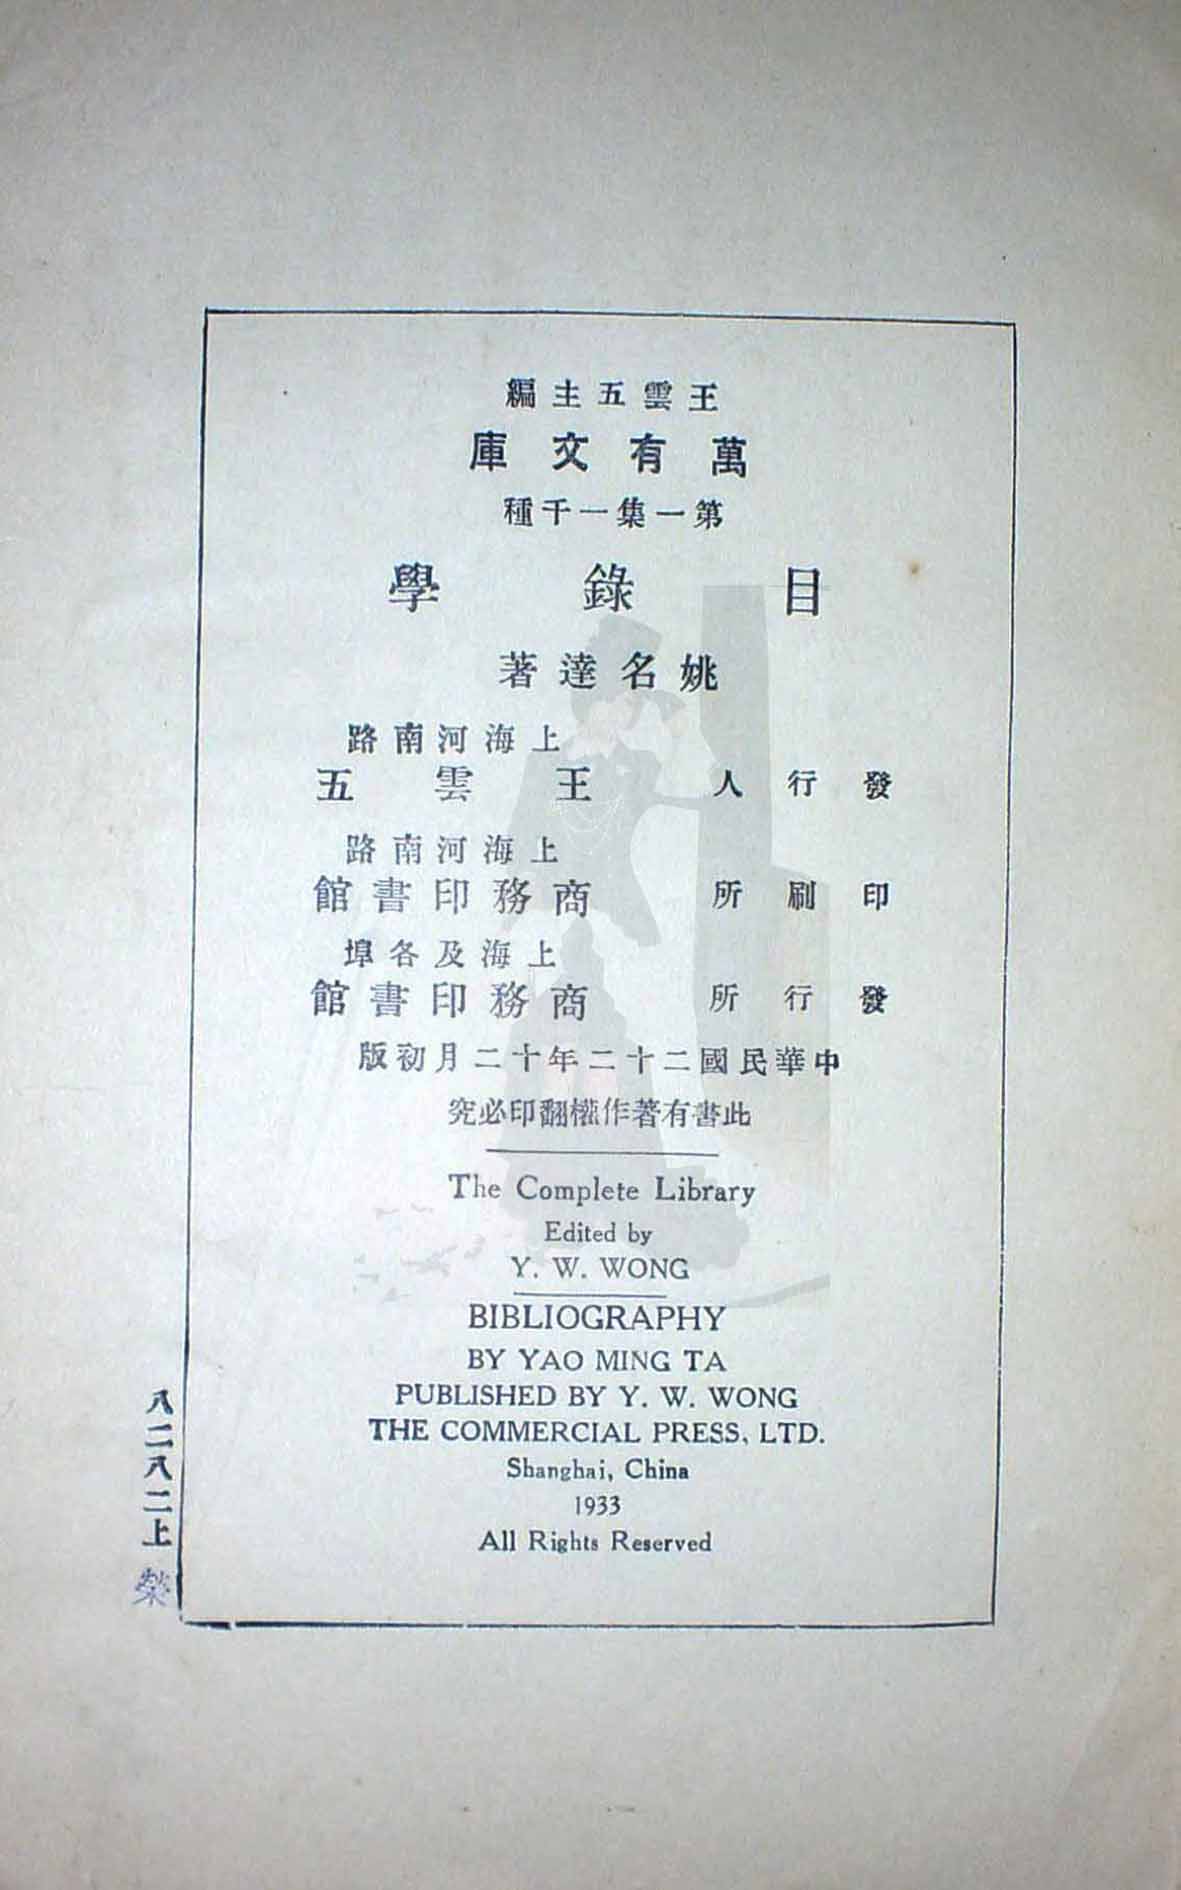 王雲五主編
萬有文庫
第一集一千種
目錄學
姚名達著
上海河南路
發行人 王雲五
上海河南路
印刷所 商務印書館
上海及各埠
發行所 商務印書館
中華民國二十二年十二月初版
此書有著作權翻印必究
The Complete Library
Edited by
Y. W. WONG
BIBLIOGRAPHY
BY YAO MING TA
PUBLISHED BY Y. W. WONG
THE COMMERCIAL PRESS, LTD.
Shanghai, China
1933
All Rights Reserved
八二八二上
榮